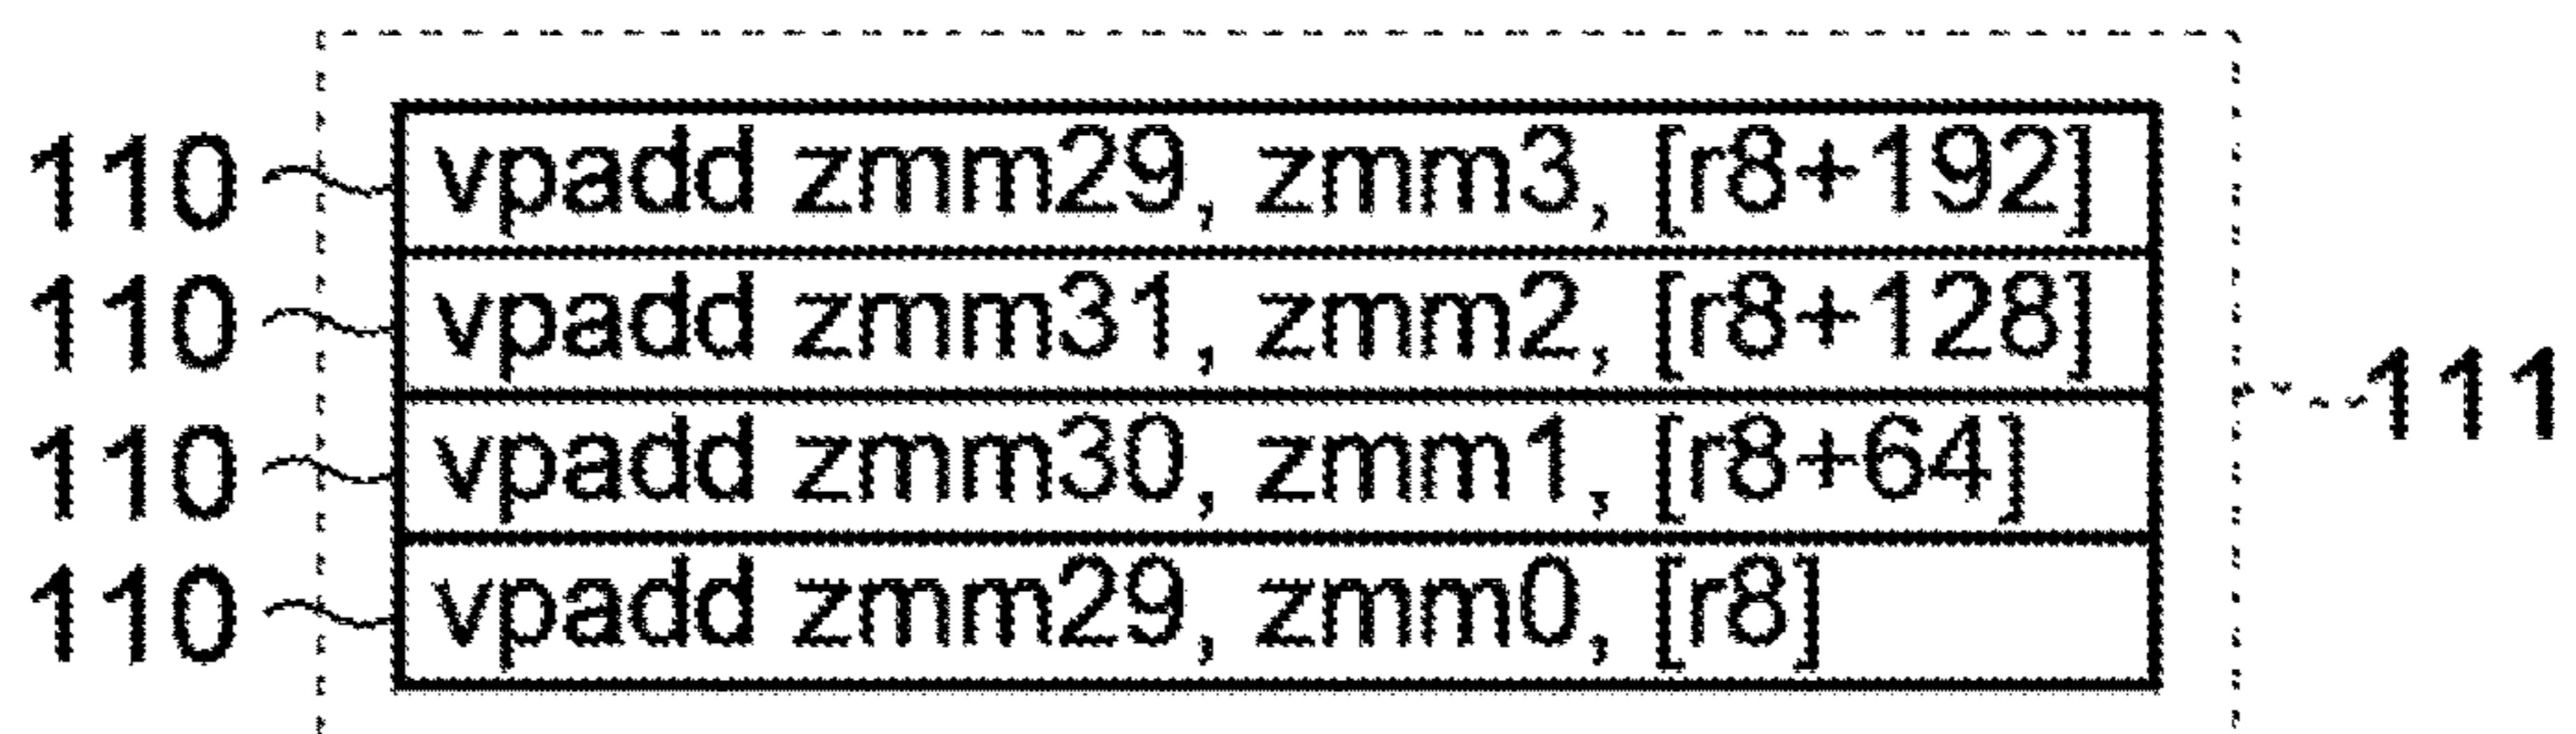 110 vpadd zmm29, zmm3, [r8+192]
110 vpadd zmm31, zmm2, [r8+128]
111
110 vpadd zmm30, zmm1, [r8+64]
110 vpadd zmm29, zmm0, [r8]